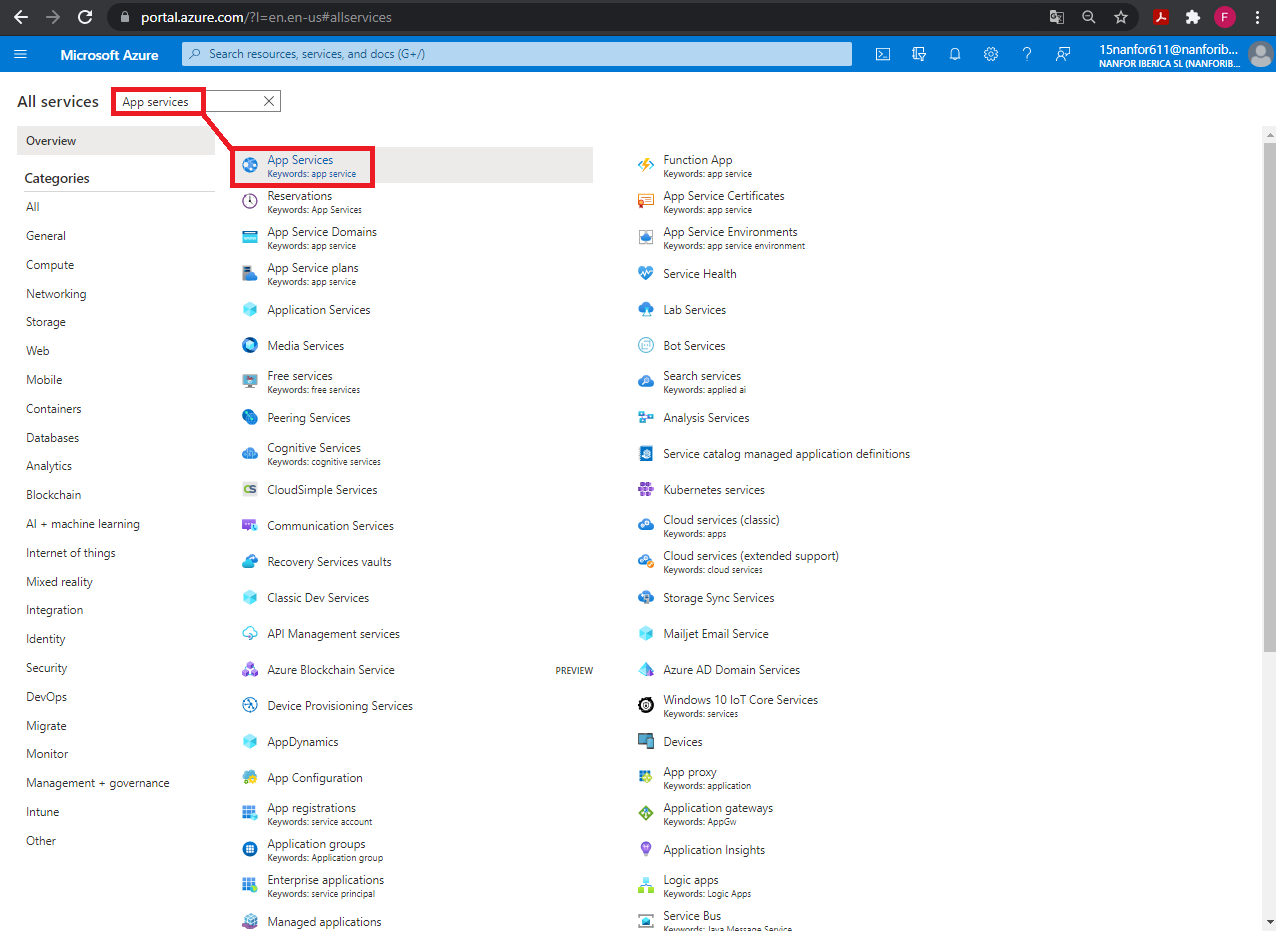 portal.azure.com/?l=en.en-us#allservices
F
Microsoft Azure
Search resources, services, and docs (G+/)
15nanfor611@nanforib...
NANFOR IBERICA SL (NANFORIB...
All services
App services
Overview
Categories
All
General
Compute
Networking
Storage
Web
Mobile
Containers
Databases
Analytics
Blockchain
AI + machine learning
Internet of things
Mixed reality
Integration
Identity
Security
DevOps
Migrate
Monitor
Management + governance
Intune
Other
App Services
Keywords: app service
Reservations
Keywords: App Services
App Service Domains
Keywords: app service
App Service plans
Keywords: app service
Application Services
Media Services
Free services
Keywords: free services
Peering Services
Cognitive Services
Keywords: cognitive services
CS
CloudSimple Services
Communication Services
Recovery Services vaults
Classic Dev Services
API Management services
Azure Blockchain Service
PREVIEW
Device Provisioning Services
AppDynamics
App Configuration
App registrations
Keywords: service account
Application groups
Keywords: Application group
Enterprise applications
Keywords: service principal
Managed applications
Function App
Keywords: app service
App Service Certificates
Keywords: app service
App Service Environments
Keywords: app service environment
Service Health
Lab Services
Bot Services
Search services
Keywords: applied ai
Analysis Services
Service catalog managed application definitions
Kubernetes services
Cloud services (classic)
Keywords: apps
Cloud services (extended support)
Keywords: cloud services
Storage Sync Services
Mailjet Email Service
Azure AD Domain Services
Windows 10 IoT Core Services
Keywords: services
Devices
App proxy
Keywords: application
Application gateways
Keywords: AppGw
Application Insights
Logic apps
Keywords: Logic Apps
Service Bus
Keywords: Java Message Service